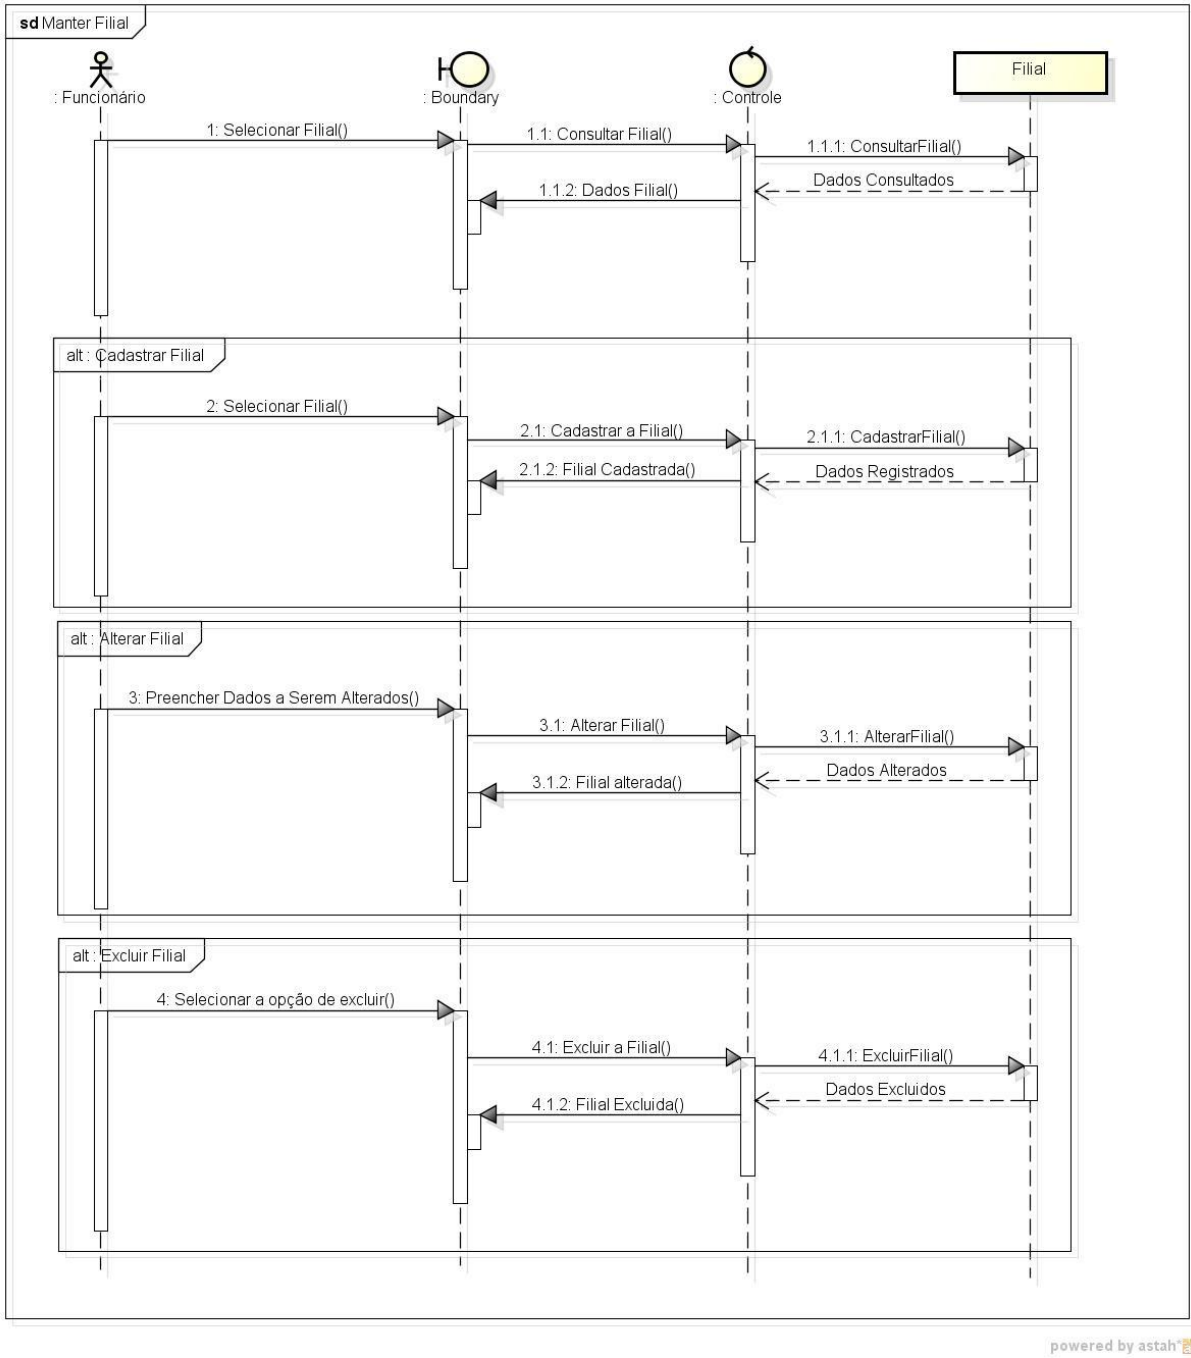 sd Manter Filial
: Funcionário
: Boundary
: Controle
Filial
1: Selecionar Filial()
1.1: Consultar Filial()
1.1.1: ConsultarFilial()
Dados Consultados
1.1.2: Dados Filial()
alt : Cadastrar Filial
2: Selecionar Filial()
2.1: Cadastrar a Filial()
2.1.1: CadastrarFilial()
2.1.2: Filial Cadastrada()
Dados Registrados
alt : Alterar Filial
3: Preencher Dados a Serem Alterados()
3.1: Alterar Filial()
3.1.1: AlterarFilial()
Dados Alterados
3.1.2: Filial alterada()
alt : Excluir Filial
4: Selecionar a opção de excluir()
4.1: Excluir a Filial()
4.1.1: ExcluirFilial()
Dados Excluidos
4.1.2: Filial Excluida()
powered by astah*